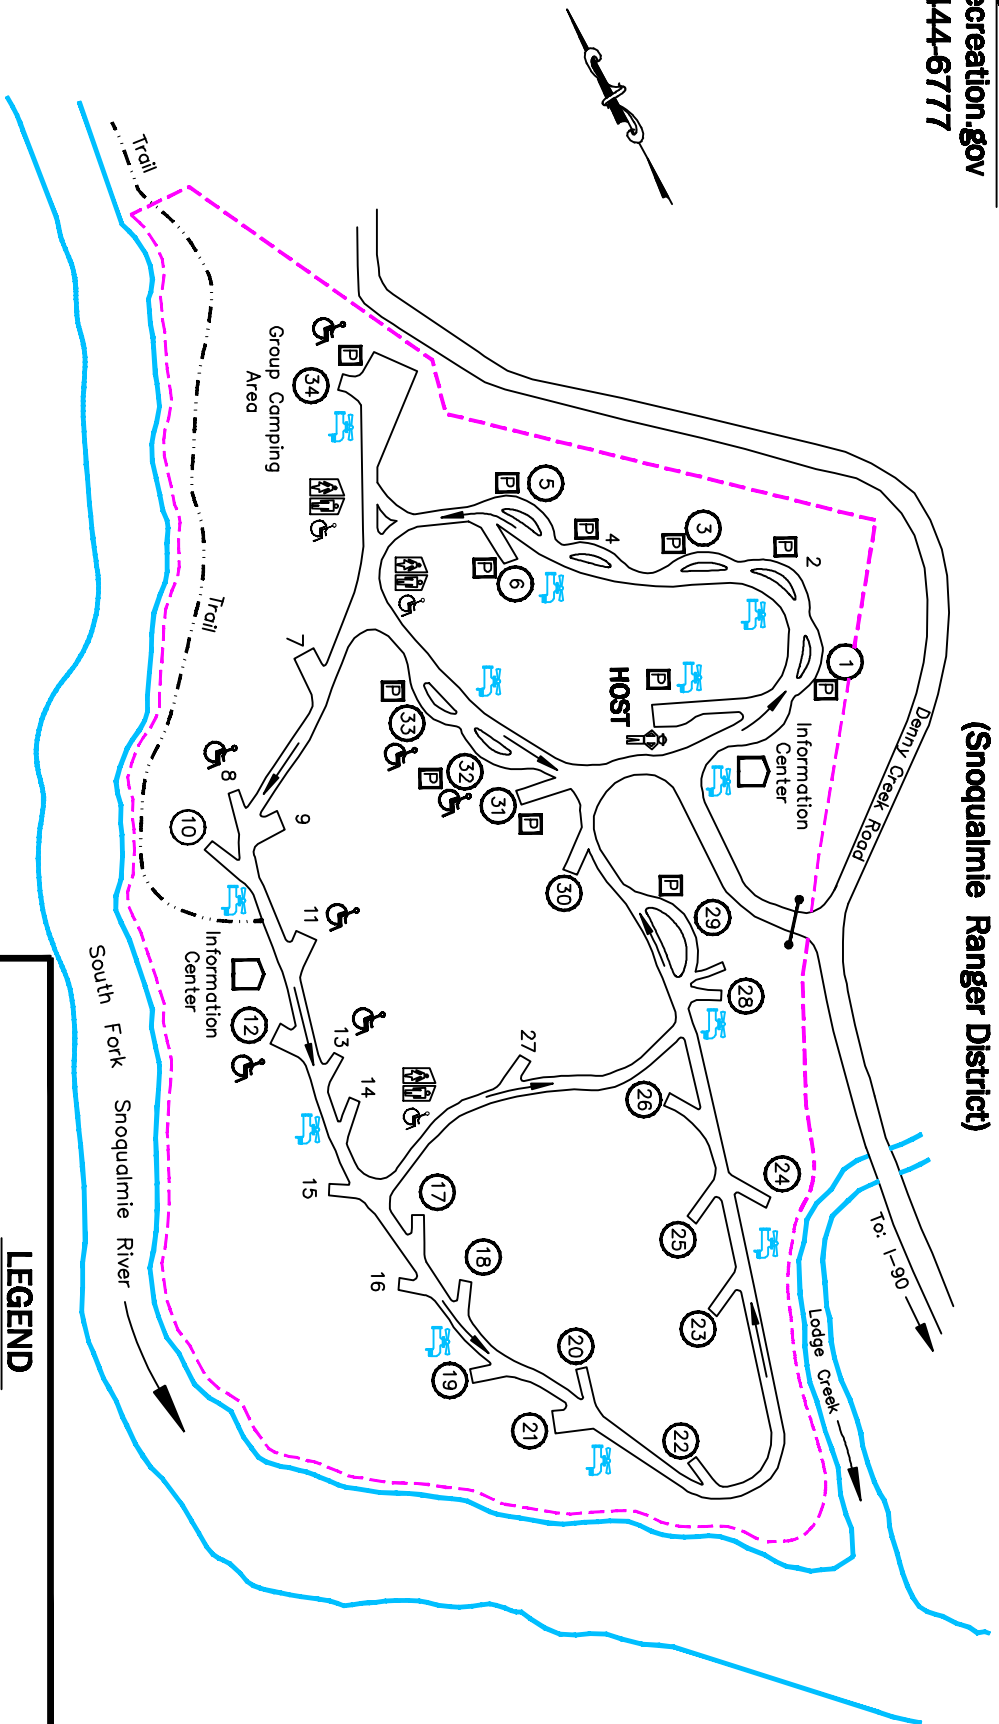 ecreation.gov
444-6777
(Snoqualmie Ranger District)
Denny Creek Road
To: I-90
Lodge Creek
Information
Center
HOST
1
2
3
4
5
6
Trail
Group Camping
Area
34
P
P
P
P
P
P
P
P
P
P
P
P
33
32
31
30
29
28
27
26
25
24
23
22
21
20
19
18
17
16
15
14
13
12
11
10
9
8
7
Trail
Information
Center
South Fork Snoqualmie River
LEGEND